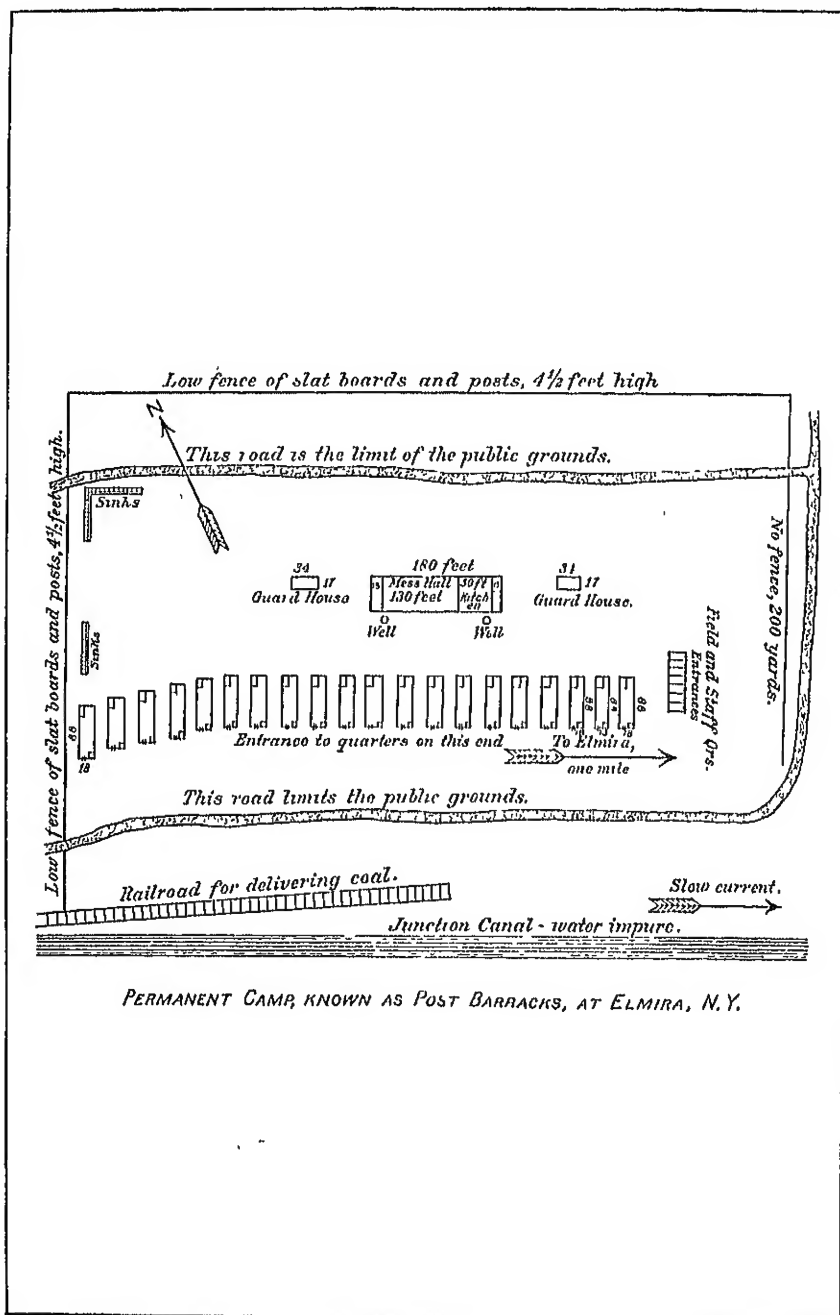 Low fence of slat boards and posts, 4½ feet high
N
Low fence of slat boards and posts, 4½ feet high.
This road is the limit of the public grounds.
Sinks
No fence, 200 yards.
34
17
Guard House
180 feet
Mess Hall
130 feet
30ft
Kitch
en
Well
Well
31
17
Guard House.
Sinks
Field and Staff Qrs.
Entrances
88
18
88
88
18
Entrance to quarters on this end
To Elmira,
one mile
This road limits the public grounds.
Railroad for delivering coal.
Slow current.
Junction Canal - water impure.
PERMANENT CAMP, KNOWN AS POST BARRACKS, AT ELMIRA, N.Y.